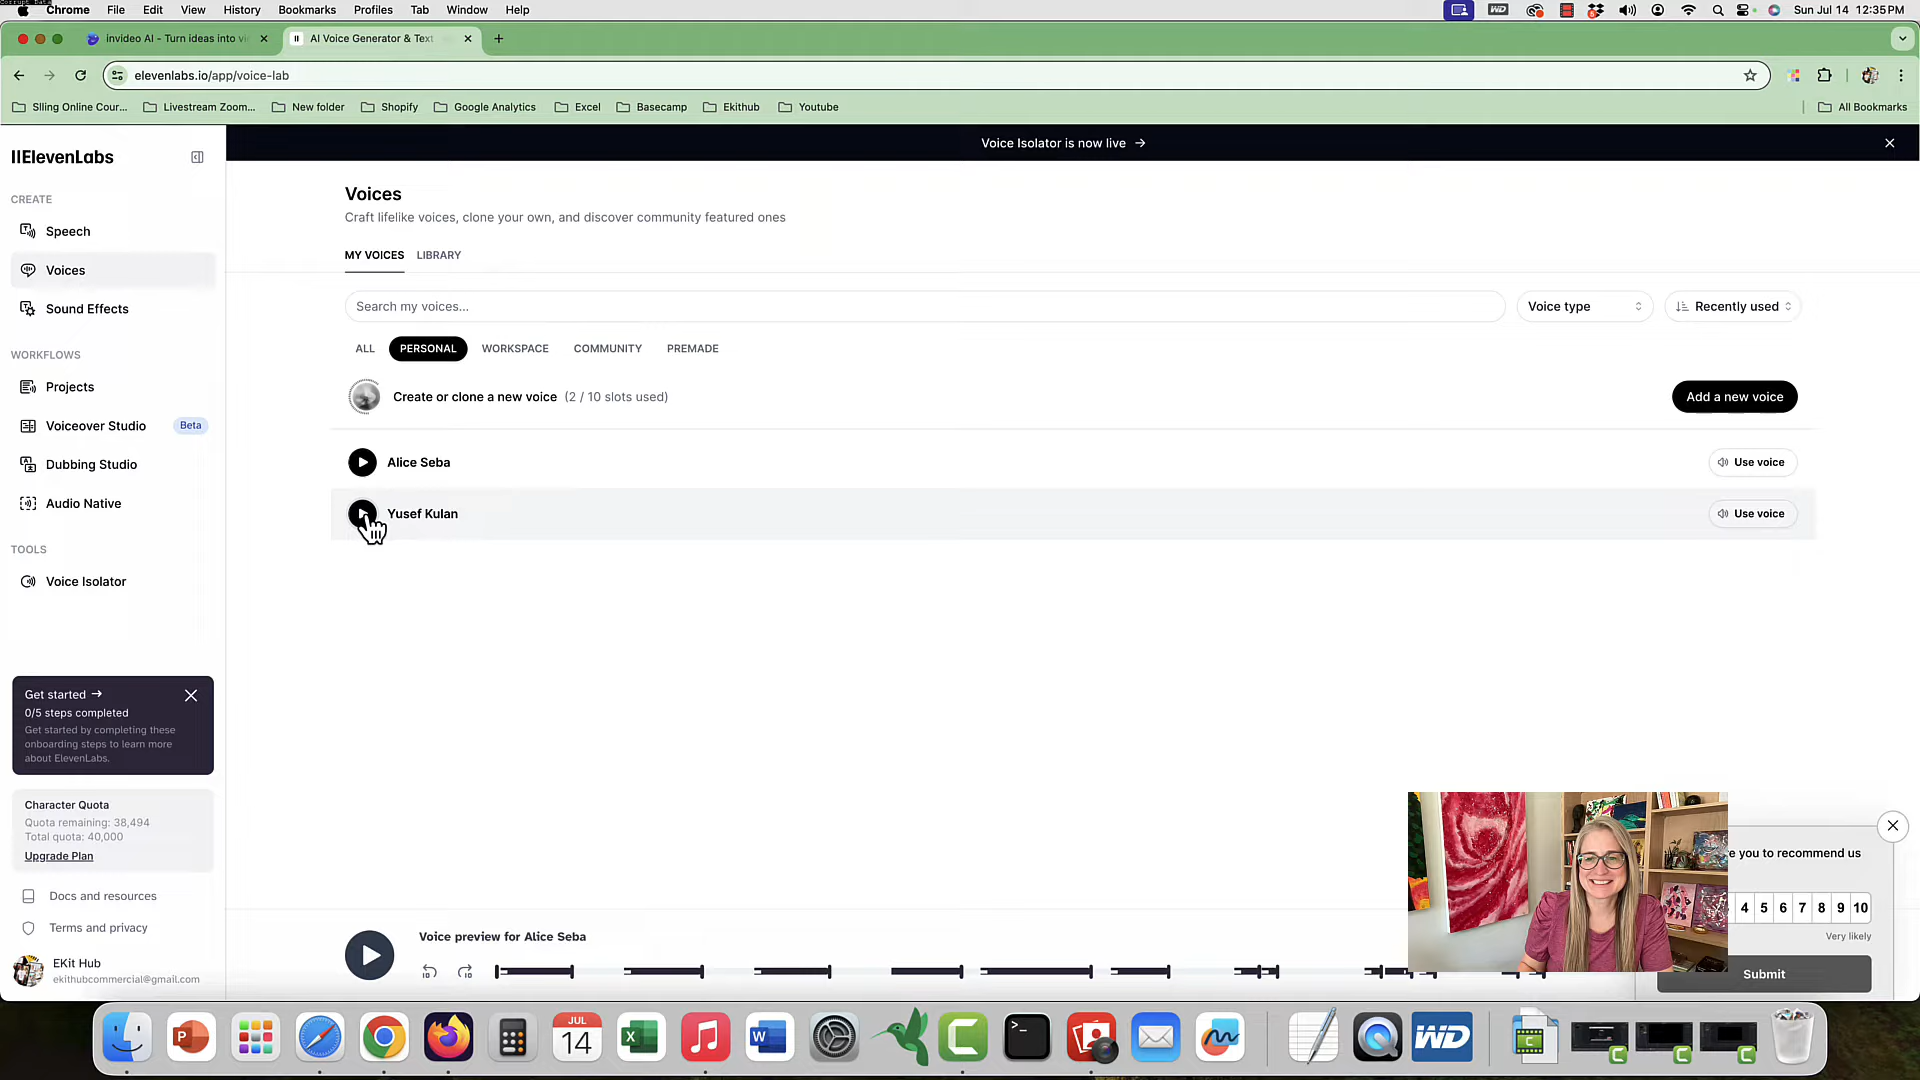 Corrupt Data
Chrome File Edit View History Bookmarks Profiles Tab Window Help
WD
Sun Jul 14 12:35 PM
invideo AI - Turn ideas into vi
AI Voice Generator & Text
elevenlabs.io/app/voice-lab
Slling Online Cour... Livestream Zoom... New folder Shopify Google Analytics Excel Basecamp Ekithub Youtube All Bookmarks
IIElevenLabs
Voice Isolator is now live →
CREATE
Speech
Voices
Sound Effects
WORKFLOWS
Projects
Voiceover Studio Beta
Dubbing Studio
Audio Native
TOOLS
Voice Isolator
Get started →
0/5 steps completed
Get started by completing these
onboarding steps to learn more
about ElevenLabs.
Character Quota
Quota remaining: 38,494
Total quota: 40,000
Upgrade Plan
Docs and resources
Terms and privacy
EKit Hub
ekithubcommercial@gmail.com
Voices
Craft lifelike voices, clone your own, and discover community featured ones
MY VOICES LIBRARY
Search my voices...
Voice type
Recently used
ALL PERSONAL WORKSPACE COMMUNITY PREMADE
Create or clone a new voice (2 / 10 slots used)
Add a new voice
Alice Seba
Use voice
Yusef Kulan
Use voice
Voice preview for Alice Seba
10 10
e you to recommend us
4 5 6 7 8 9 10
Very likely
Submit
JUL
14
WD